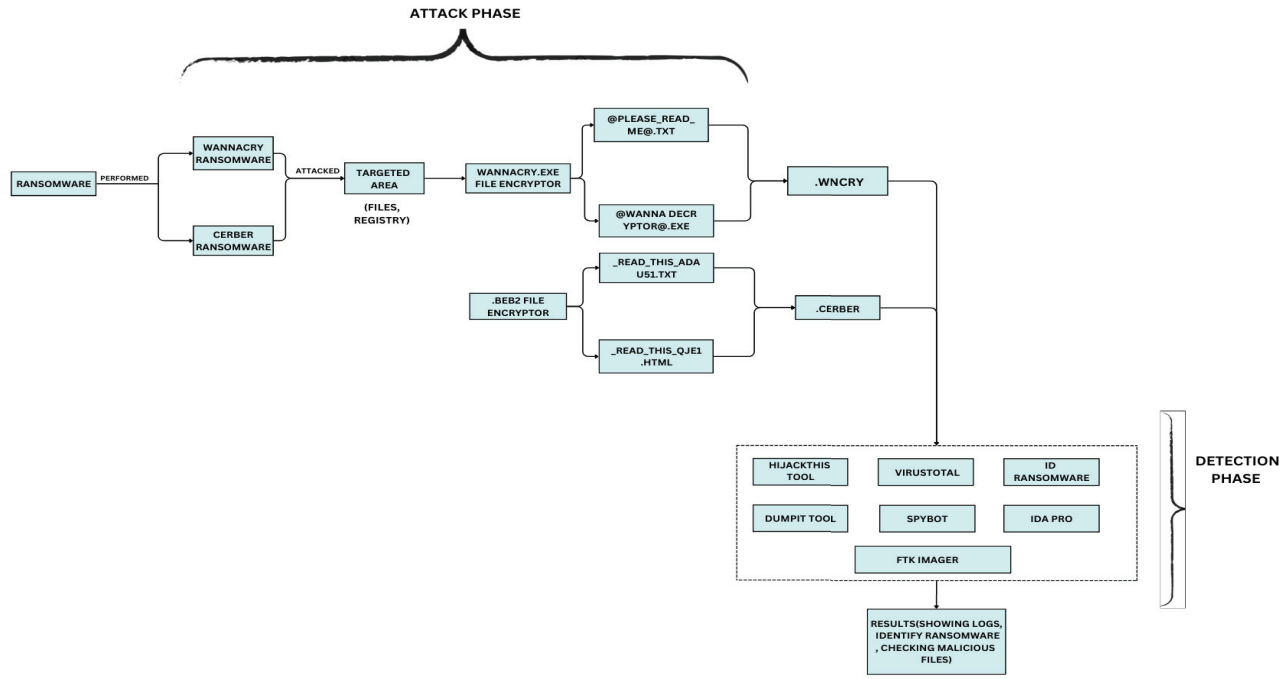 ATTACK PHASE
@PLEASE_READ_
ME@.TXT
WANNACRY
RANSOMWARE
RANSOMWARE
PERFORMED
ATTACKED
TARGETED
AREA
(FILES,
REGISTRY)
WANNACRY.EXE
FILE ENCRYPTOR
.WNCRY
@WANNA DECR
YPTOR@.EXE
CERBER
RANSOMWARE
_READ_THIS_ADA
U51.TXT
.BEB2 FILE
ENCRYPTOR
.CERBER
_READ_THIS_QJE1
.HTML
HIJACKTHIS
TOOL
VIRUSTOTAL
ID
RANSOMWARE
DETECTION
PHASE
DUMPIT TOOL
SPYBOT
IDA PRO
FTK IMAGER
RESULTS(SHOWING LOGS,
IDENTIFY RANSOMWARE
, CHECKING MALICIOUS
FILES)